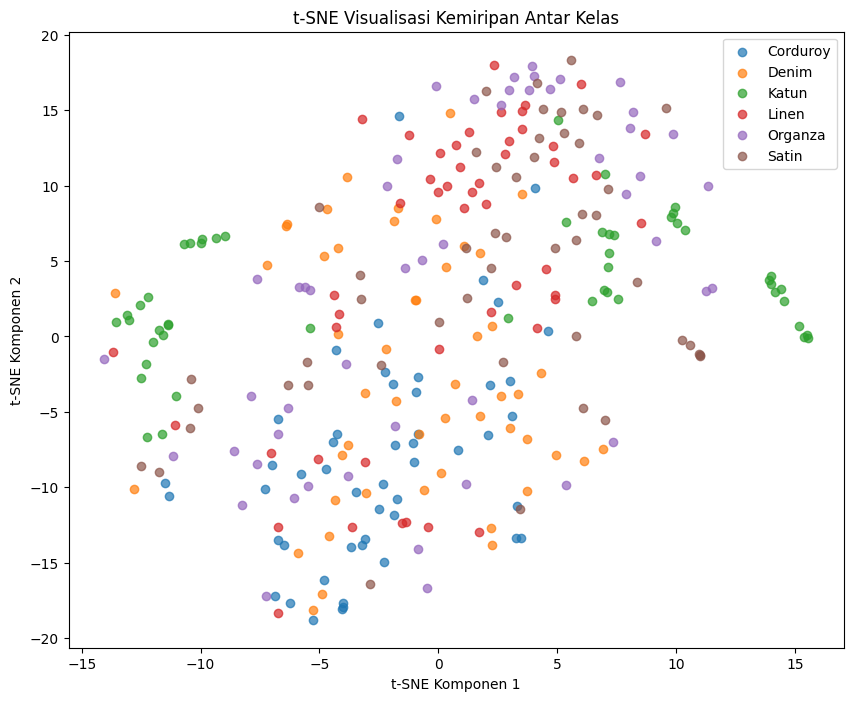 t-SNE Visualisasi Kemiripan Antar Kelas
t-SNE Komponen 2
20
15
10
5
0
−5
−10
−15
−20
Corduroy
Denim
Katun
Linen
Organza
Satin
−15
−10
−5
0
5
10
15
t-SNE Komponen 1